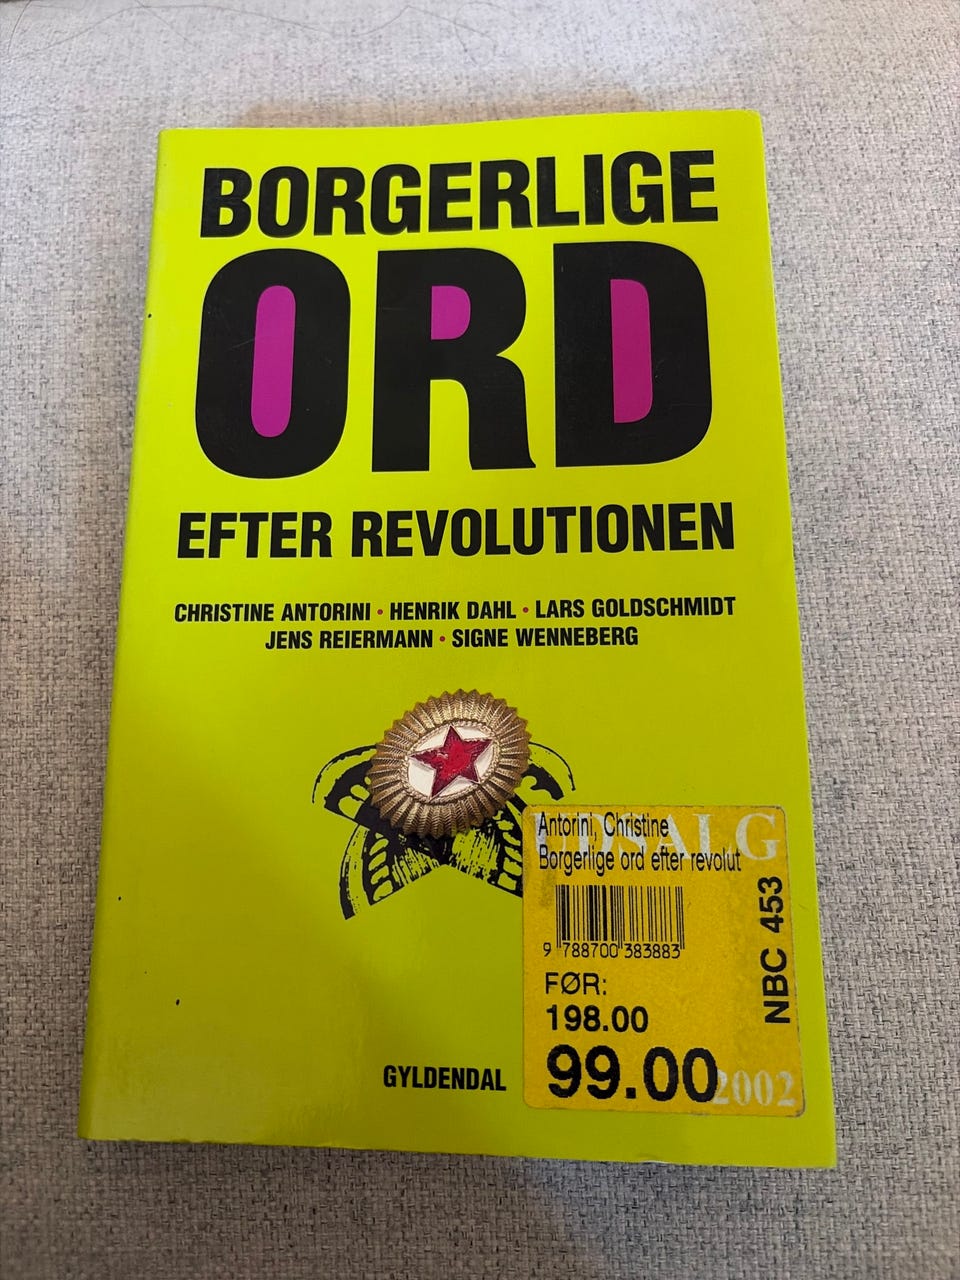 BORGERLIGE
ORD
EFTER REVOLUTIONEN
CHRISTINE ANTORINI • HENRIK DAHL • LARS GOLDSCHMIDT
JENS REIERMANN • SIGNE WENNEBERG
UDSALG
Antorini, Christine
Borgerlige ord efter revolut
9 788700 383883
NBC 453
FØR:
198.00
99.00
2002
GYLDENDAL